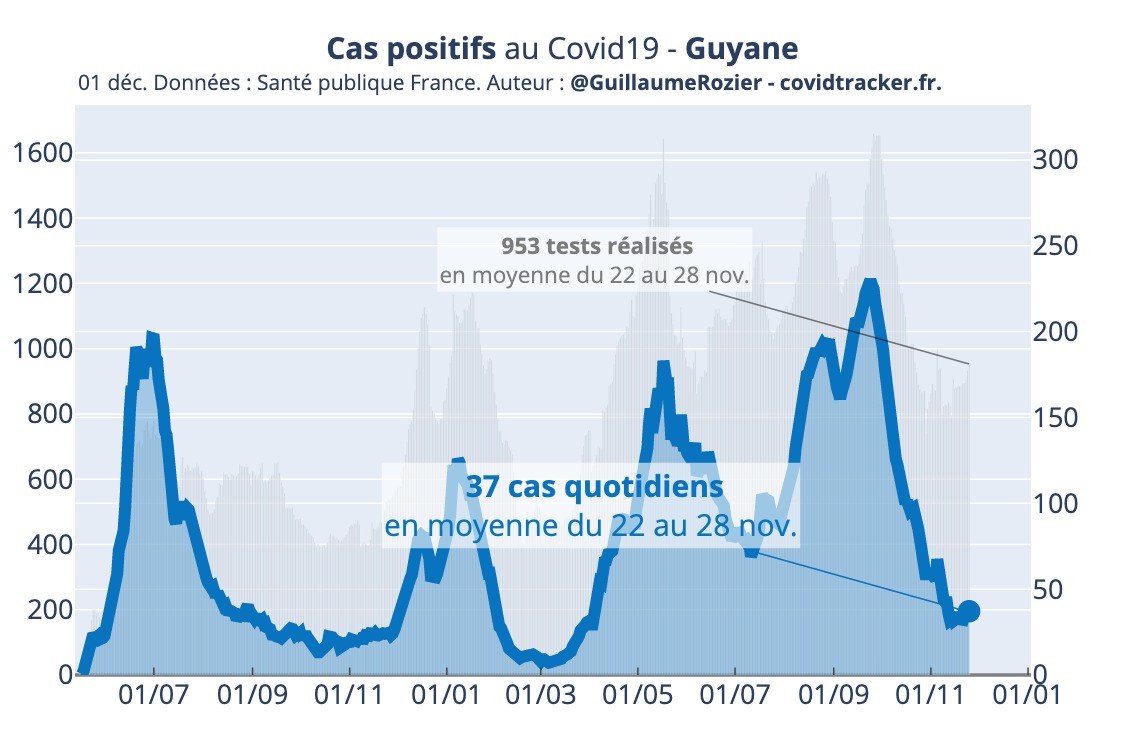 Cas positifs au Covid19 - Guyane
01 déc. Données : Santé publique France. Auteur : @GuillaumeRozier - covidtracker.fr.
1600
1400
1200
1000
800
600
400
200
0
300
250
200
150
100
50
0
953 tests réalisés
en moyenne du 22 au 28 nov.
37 cas quotidiens
en moyenne du 22 au 28 nov.
01/07 01/09 01/11 01/01 01/03 01/05 01/07 01/09 01/11 01/01